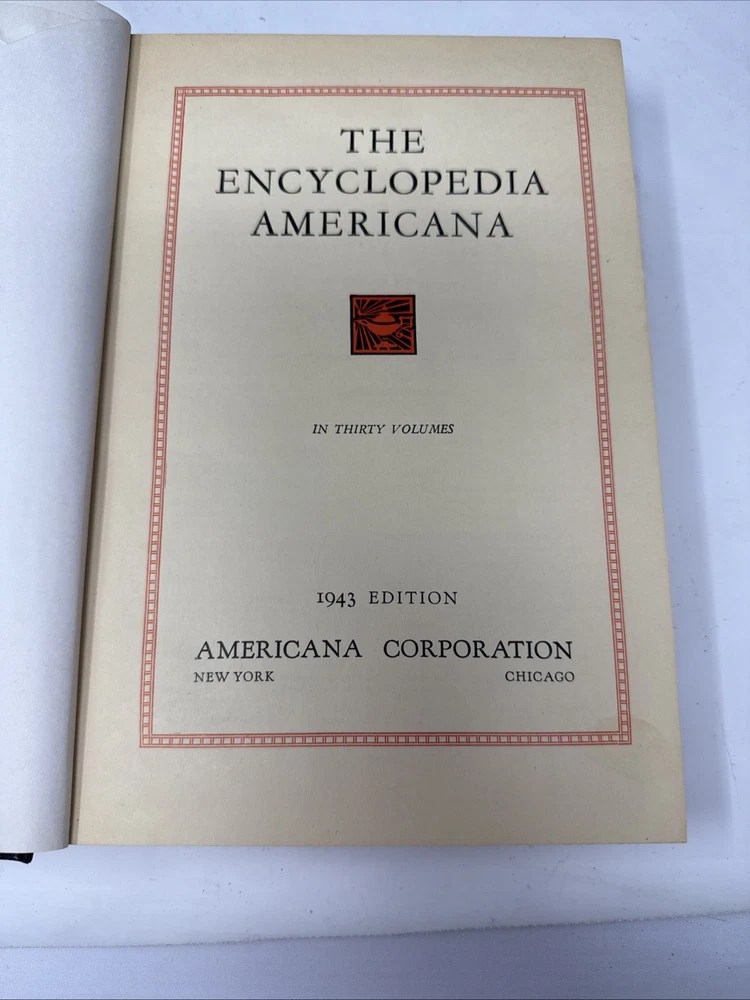 THE
ENCYCLOPEDIA
AMERICANA
IN THIRTY VOLUMES
1943 EDITION
AMERICANA CORPORATION
NEW YORK CHICAGO